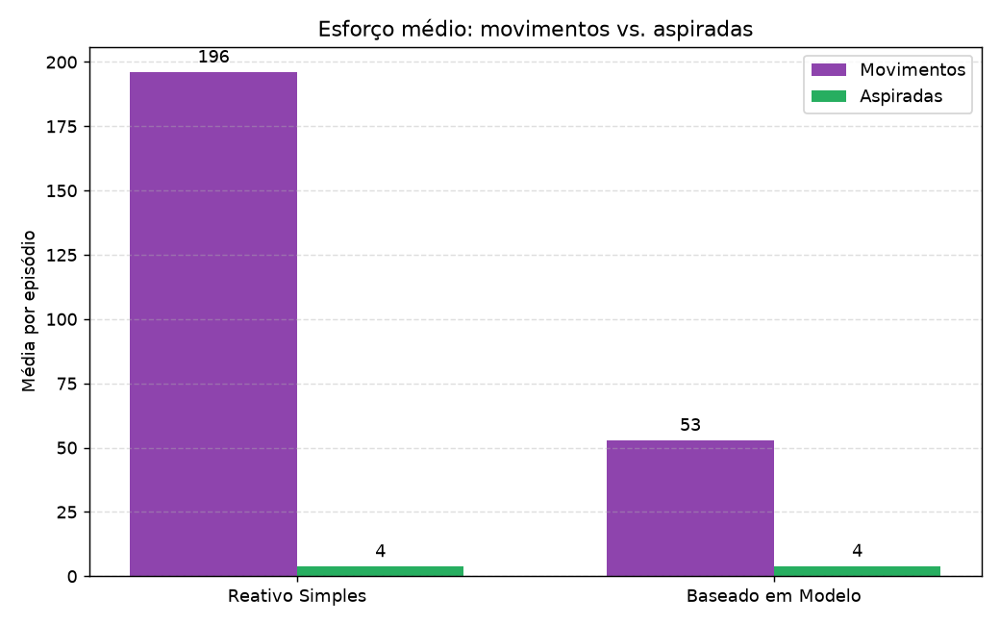 Esforço médio: movimentos vs. aspiradas
Movimentos
Aspiradas
Média por episódio
200
175
150
125
100
75
50
25
0
196
4
53
4
Reativo Simples
Baseado em Modelo